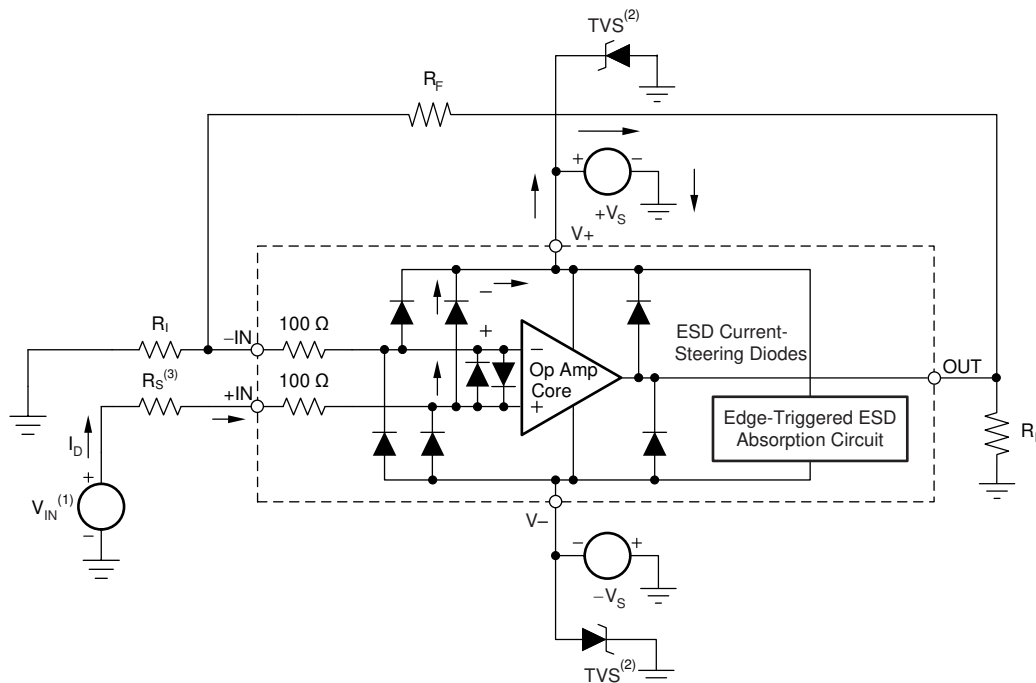 TVS(2)
RF
+ −
+VS
V+
−
RI
−IN
100 Ω
+
ESD Current-
Steering Diodes
RS(3)
+IN
100 Ω
−
Op Amp
Core
+
OUT
Edge-Triggered ESD
Absorption Circuit
ID
+
VIN(1)
−
V−
− +
−VS
TVS(2)